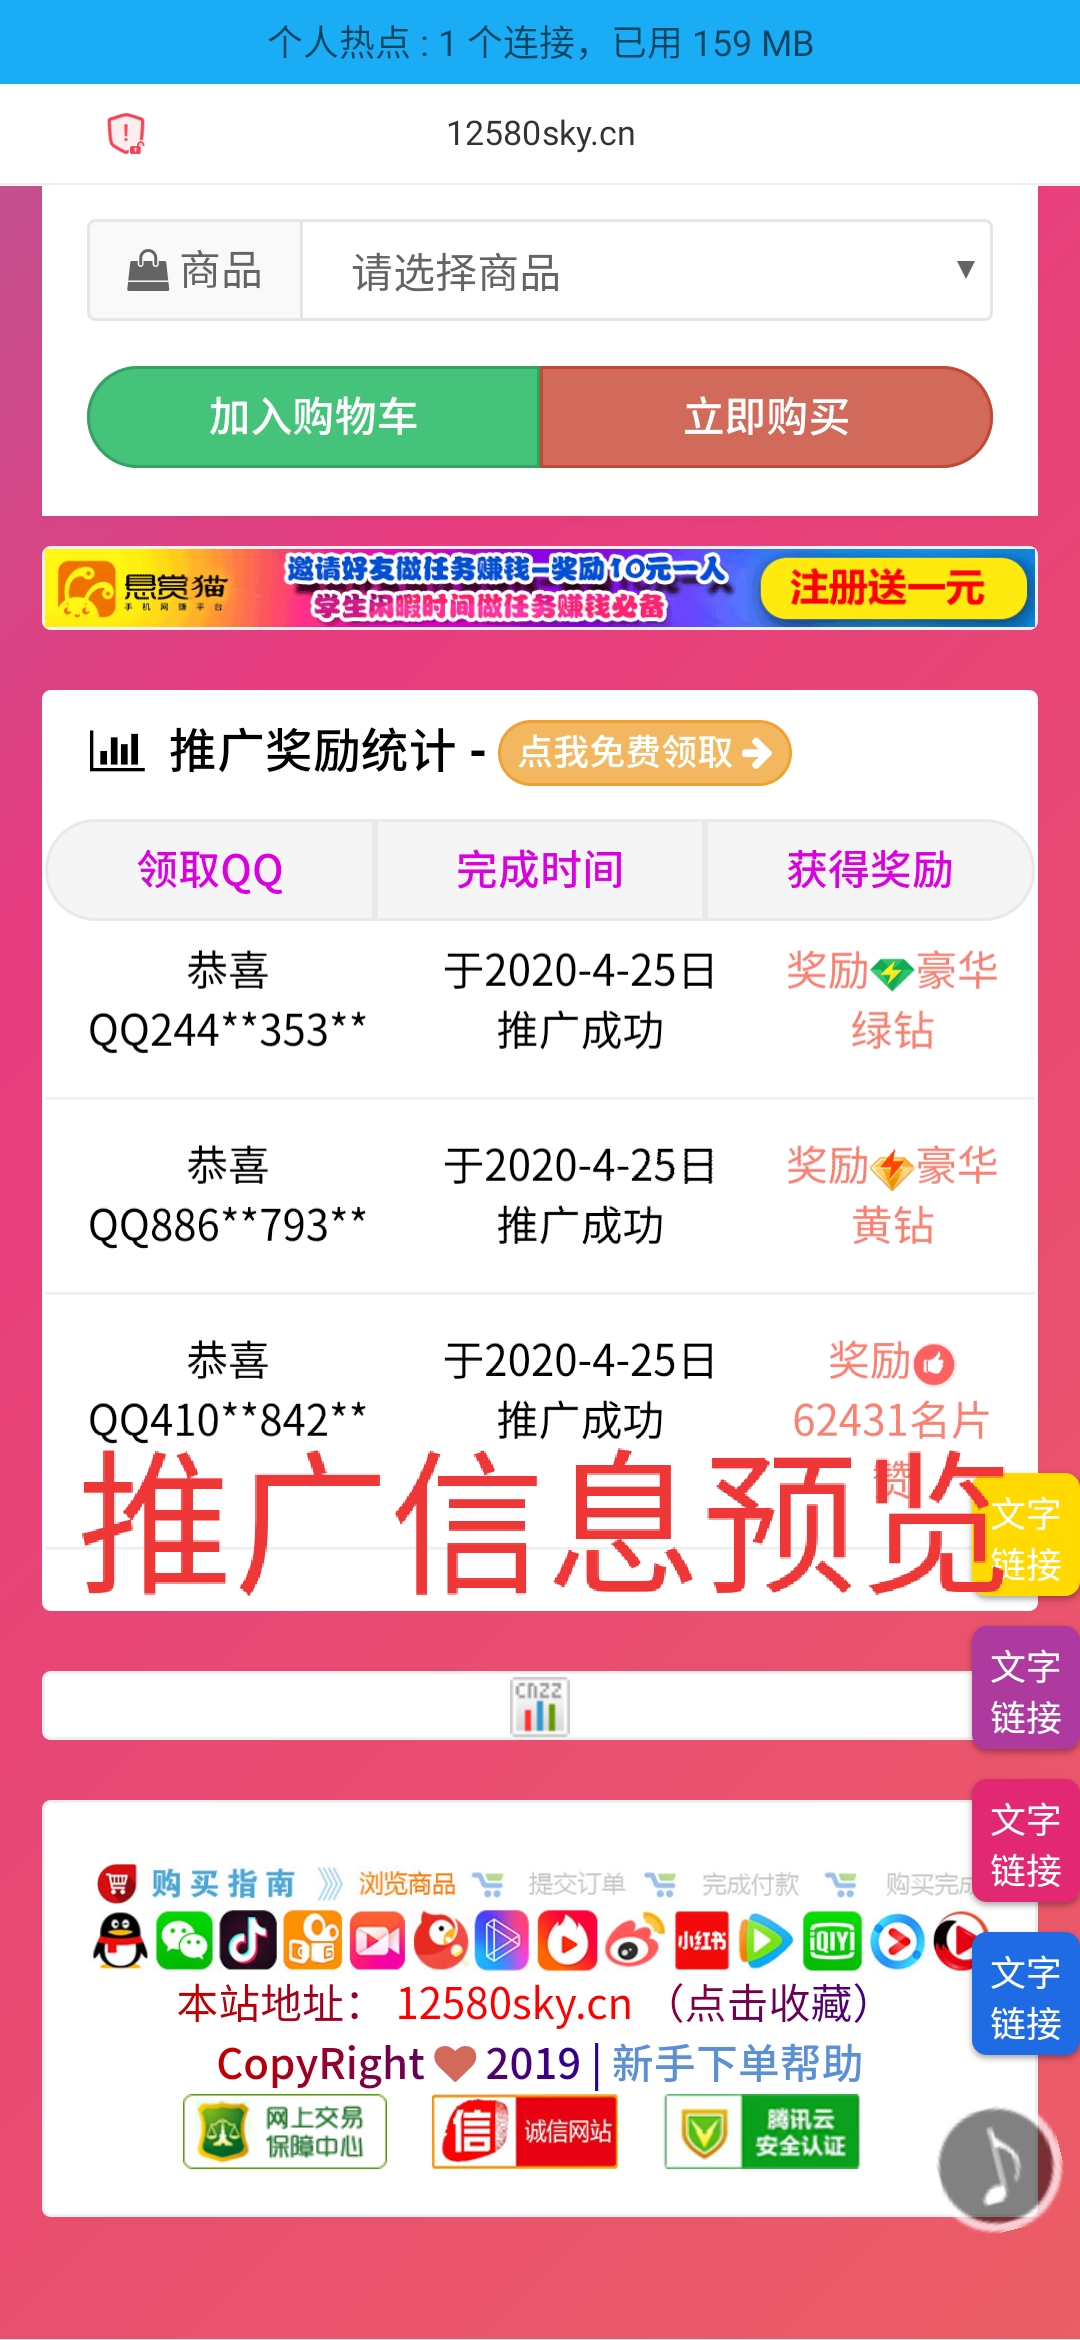 个人热点 : 1 个连接，已用 159 MB
12580sky.cn
商品
请选择商品
加入购物车
立即购买
悬赏猫
手机网赚平台
邀请好友做任务赚钱-奖励10元一人
学生闲暇时间做任务赚钱必备
注册送一元
推广奖励统计 - 点我免费领取
领取QQ 完成时间 获得奖励
恭喜 于2020-4-25日 奖励豪华
QQ244**353** 推广成功 绿钻
恭喜 于2020-4-25日 奖励豪华
QQ886**793** 推广成功 黄钻
恭喜 于2020-4-25日 奖励
QQ410**842** 推广成功 62431名片
赞
推广信息预览
文字
链接
文字
链接
cnzz
文字
链接
购买指南 浏览商品 提交订单 完成付款 购买完成
小红书 iQIYI
文字
链接
本站地址： 12580sky.cn （点击收藏）
CopyRight 2019 | 新手下单帮助
网上交易
保障中心
信 诚信网站
腾讯云
安全认证